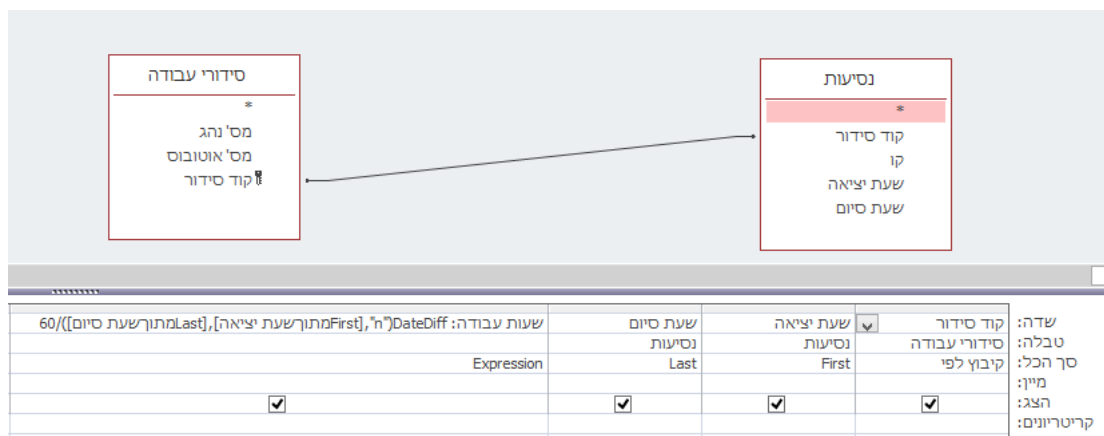 נסיעות
*
קוד סידור
קו
שעת יציאה
שעת סיום
סידורי עבודה
*
מס' נהג
מס' אוטובוס
קוד סידור
שדה: קוד סידור שעת יציאה שעת סיום שעות עבודה: DateDiff("n",[Firstמתוךשעת יציאה],[Lastמתוךשעת סיום])/60
טבלה: סידורי עבודה נסיעות נסיעות
סך הכל: קיבוץ לפי First Last Expression
מיין:
הצג:
קריטריונים: